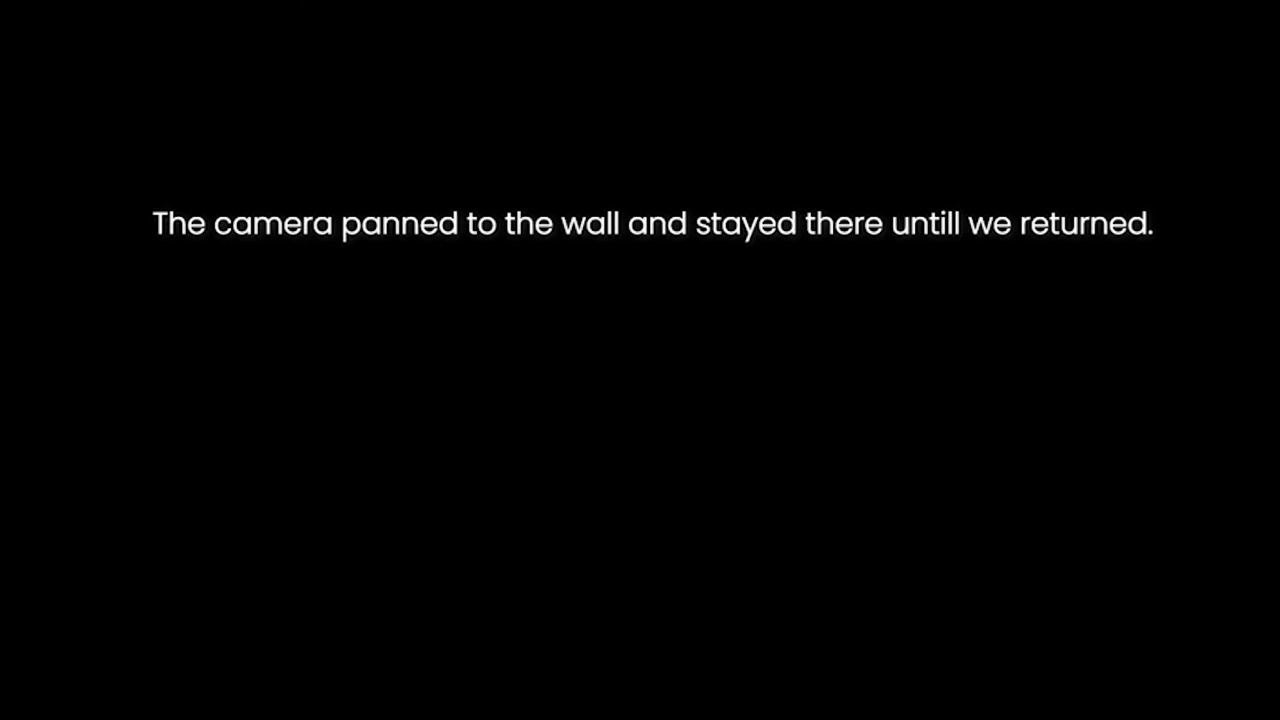 The camera panned to the wall and stayed there untill we returned.